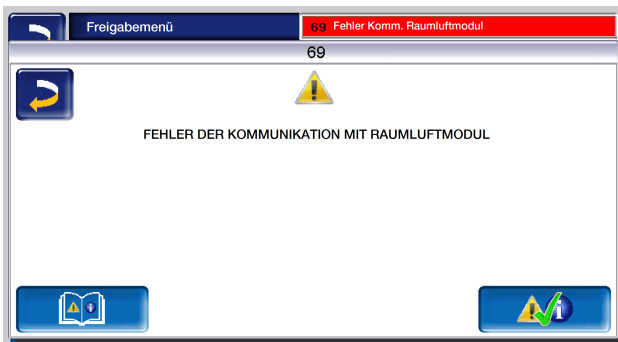 Freigabemenü
69 Fehler Komm. Raumluftmodul
69
FEHLER DER KOMMUNIKATION MIT RAUMLUFTMODUL